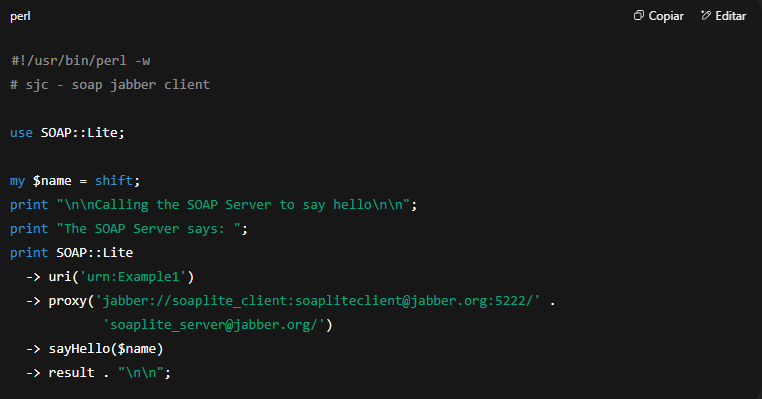 perl
Copiar
Editar
#!/usr/bin/perl -w
# sjc - soap jabber client
use SOAP::Lite;
my $name = shift;
print "\n\nCalling the SOAP Server to say hello\n\n";
print "The SOAP Server says: ";
print SOAP::Lite
-> uri('urn:Example1')
-> proxy('jabber://soaplite_client:soapliteclient@jabber.org:5222/' .
'soaplite_server@jabber.org/')
-> sayHello($name)
-> result . "\n\n";